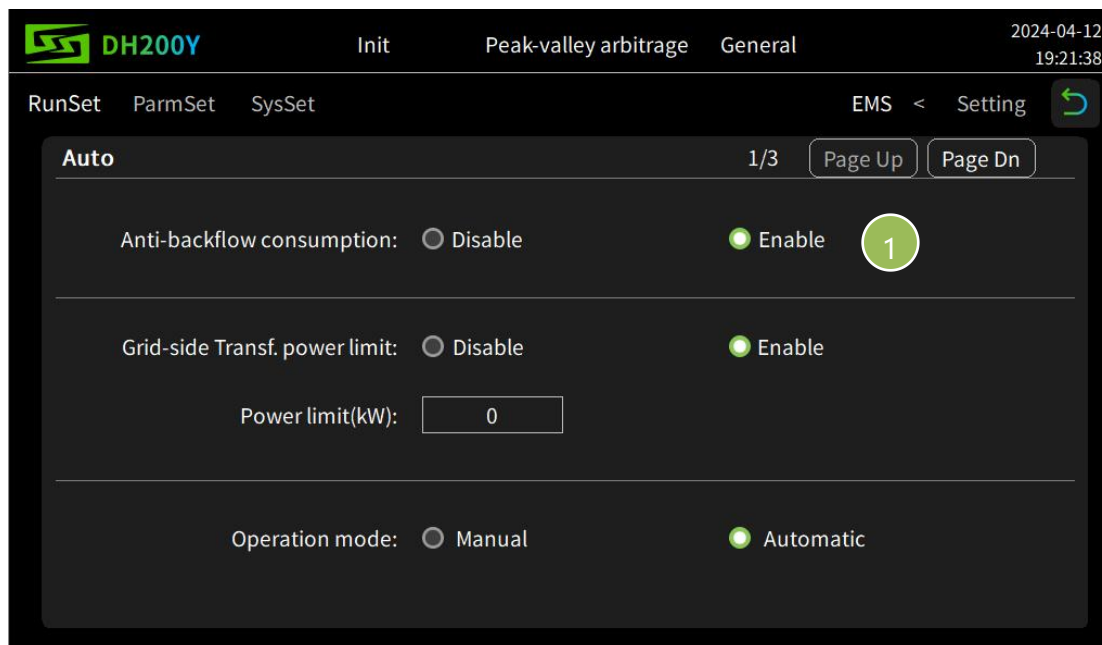 DH200Y Init Peak-valley arbitrage General 2024-04-12
19:21:38
RunSet ParmSet SysSet EMS < Setting
Auto 1/3 Page Up Page Dn
Anti-backflow consumption: Disable Enable 1
Grid-side Transf. power limit: Disable Enable
Power limit(kW): 0
Operation mode: Manual Automatic